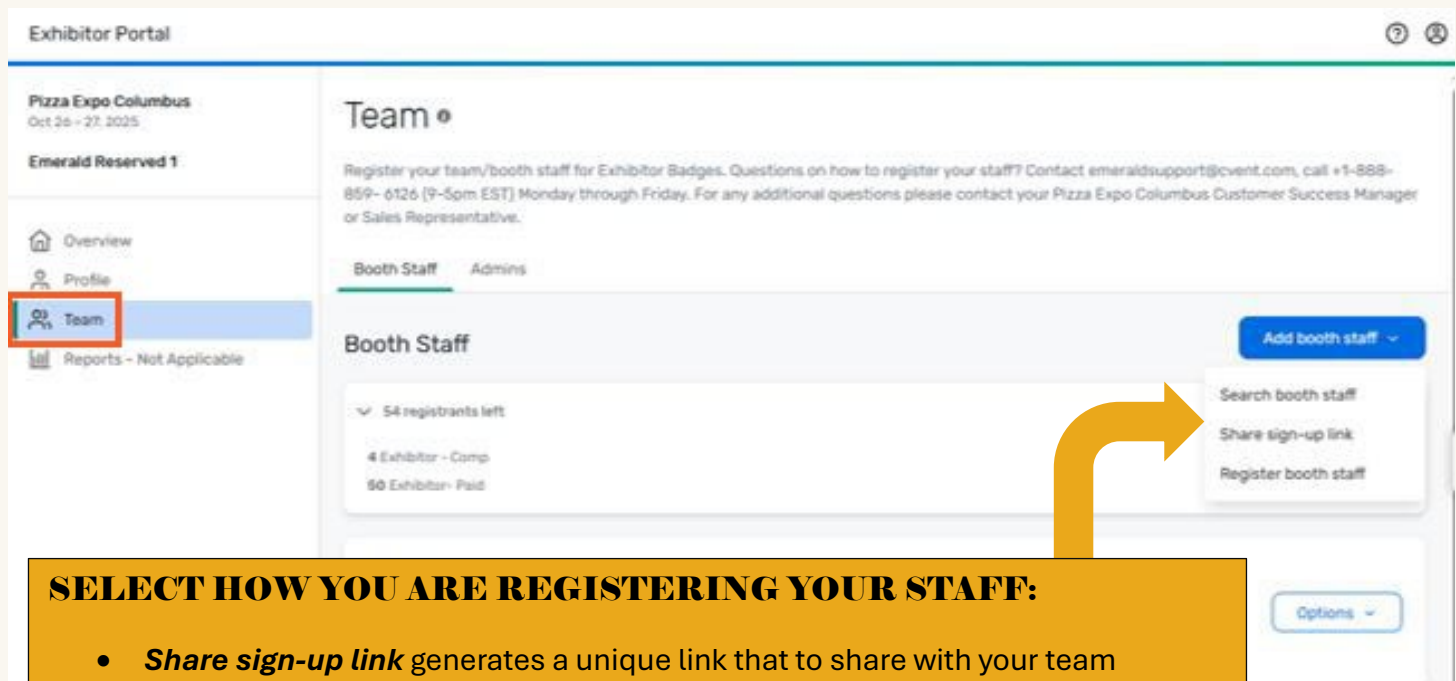 Exhibitor Portal
Pizza Expo Columbus
Oct 26 - 27, 2025
Emerald Reserved 1
Overview
Profile
Team
Reports - Not Applicable
Team
Register your team/booth staff for Exhibitor Badges. Questions on how to register your staff? Contact emeraldsupport@cvent.com, call +1-888-
859- 6126 (9-5pm EST) Monday through Friday. For any additional questions please contact your Pizza Expo Columbus Customer Success Manager
or Sales Representative.
Booth Staff Admins
Booth Staff
Add booth staff
Search booth staff
Share sign-up link
Register booth staff
54 registrants left
4 Exhibitor - Comp
50 Exhibitor- Paid
Options
SELECT HOW YOU ARE REGISTERING YOUR STAFF:
• Share sign-up link generates a unique link that to share with your team